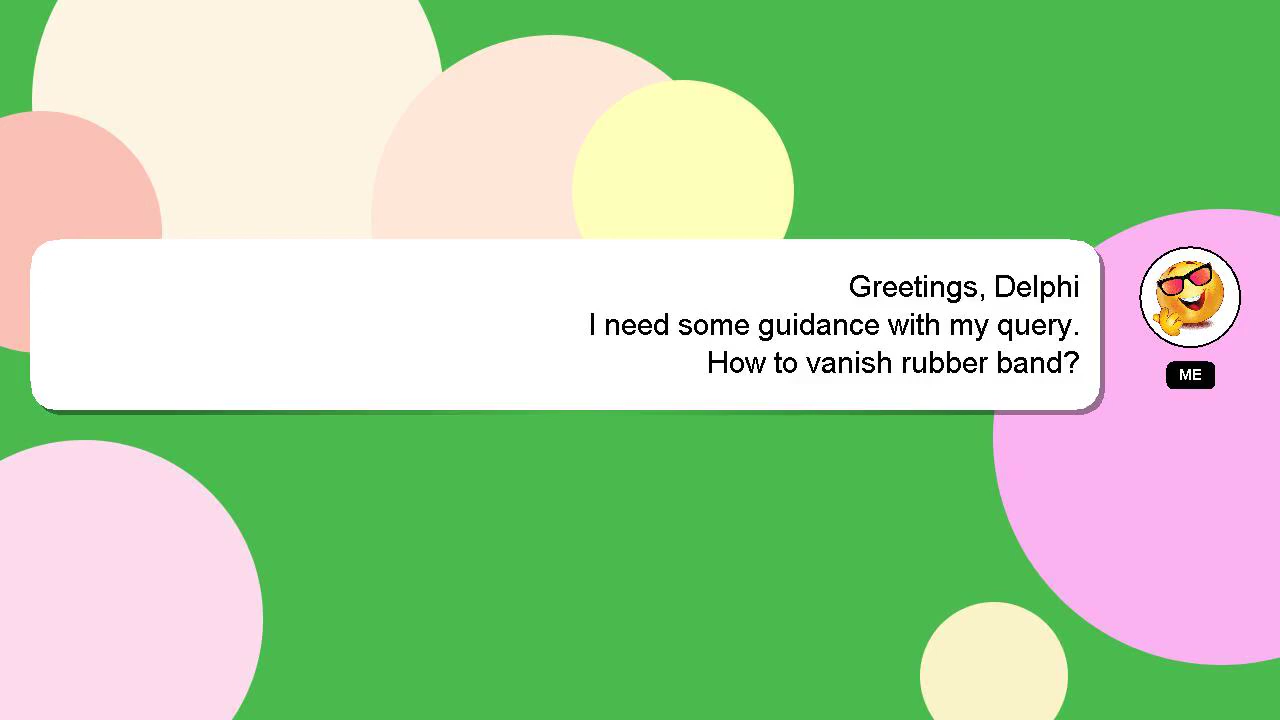 Greetings, Delphi
I need some guidance with my query.
How to vanish rubber band?
ME